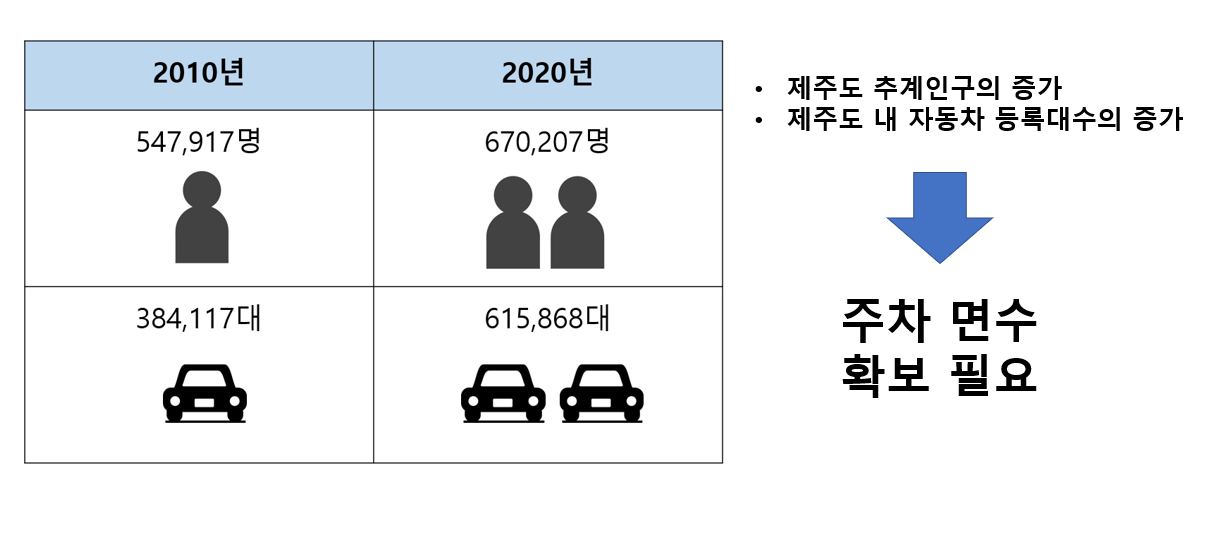 2010년
2020년
547,917명
670,207명
384,117대
615,868대
• 제주도 추계인구의 증가
• 제주도 내 자동차 등록대수의 증가
주차 면수
확보 필요